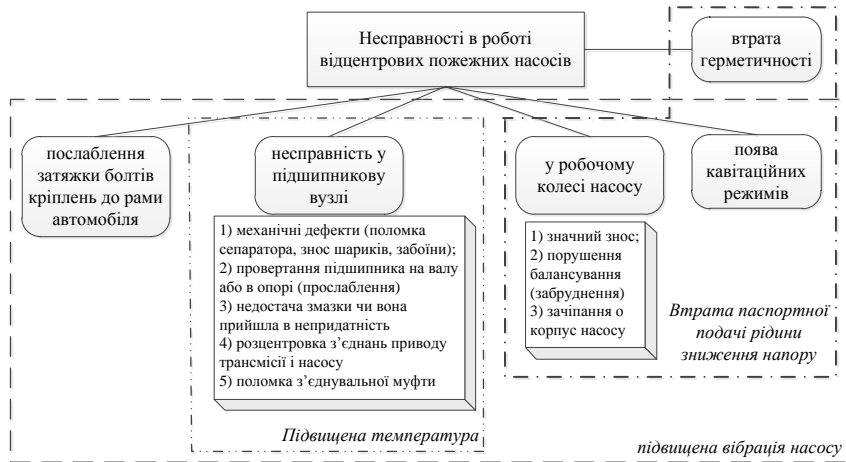 Несправності в роботі
відцентрових пожежних насосів
втрата
герметичності
послаблення
затяжки болтів
кріплень до рами
автомобіля
несправність у
підшипникову
вузлі
у робочому
колесі насосу
поява
кавітаційних
режимів
1) механічні дефекти (поломка
сепаратора, знос шариків, забоїни);
2) провертання підшипника на валу
або в опорі (прослаблення)
3) недостача змазки чи вона
прийшла в непридатність
4) розцентровка з’єднань приводу
трансмісії і насосу
5) поломка з’єднувальної муфти
1) значний знос;
2) порушення
балансування
(забруднення)
3) зачіпання о
корпус насосу
Втрата паспортної
подачі рідини
зниження напору
Підвищена температура
підвищена вібрація насосу